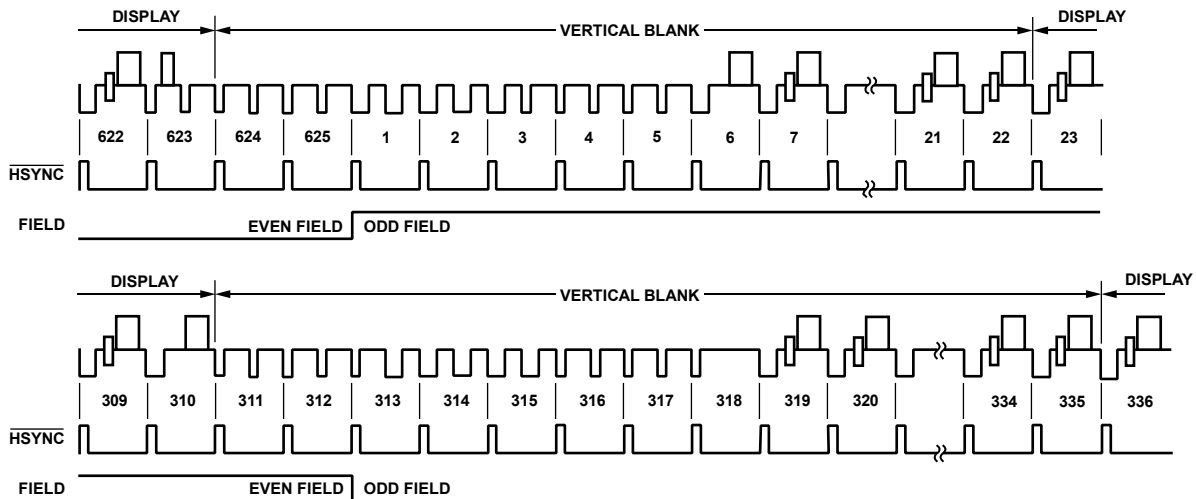 DISPLAY VERTICAL BLANK DISPLAY
622 623 624 625 1 2 3 4 5 6 7 21 22 23
HSYNC
FIELD EVEN FIELD ODD FIELD
DISPLAY VERTICAL BLANK DISPLAY
309 310 311 312 313 314 315 316 317 318 319 320 334 335 336
HSYNC
FIELD EVEN FIELD ODD FIELD